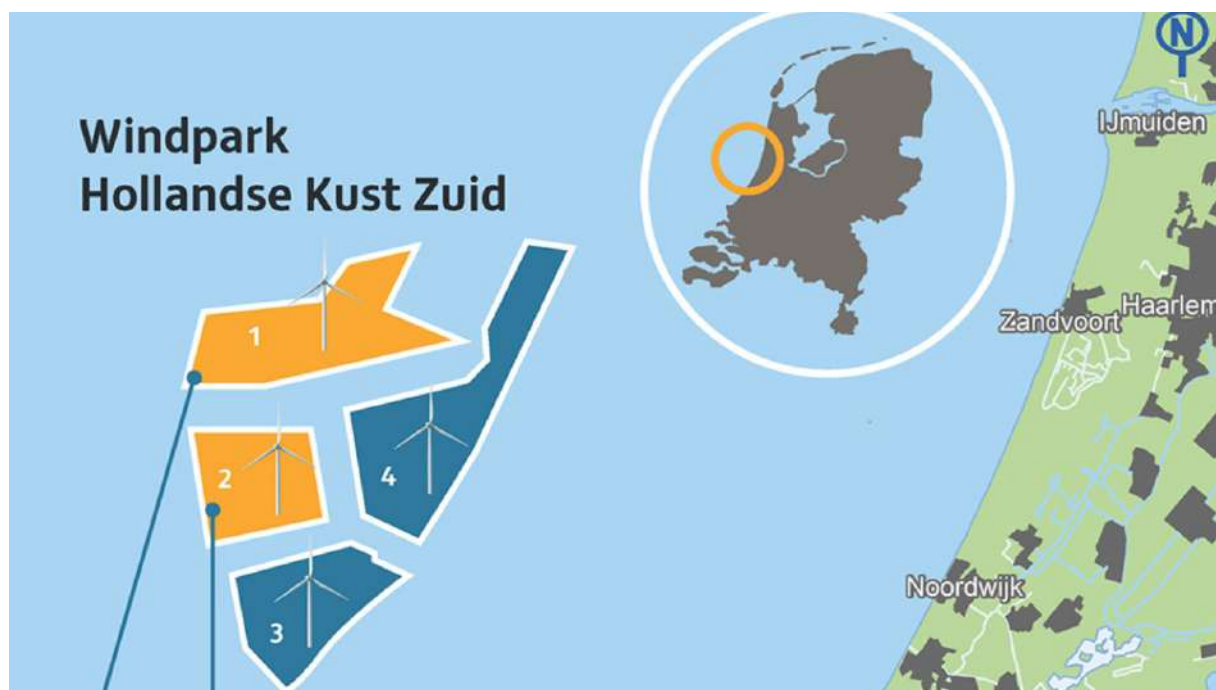 Windpark
Hollandse Kust Zuid
N
IJmuiden
Haarlem
Zandvoort
1
2
4
3
Noordwijk